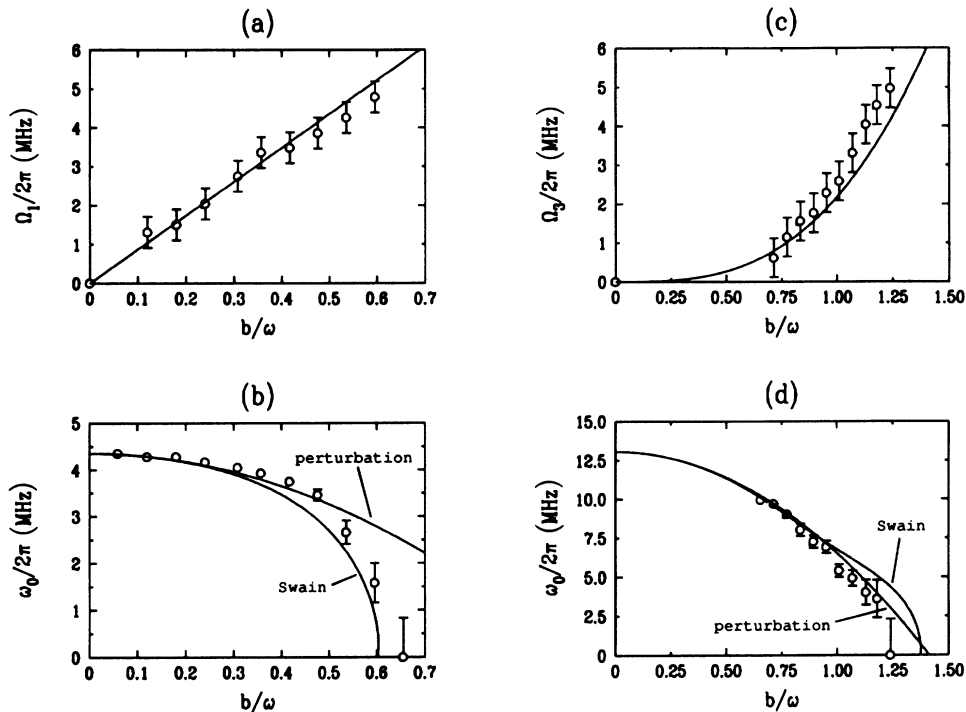 (a)
Ω₁/2π (MHz)
6
5
4
3
2
1
0
0 0.1 0.2 0.3 0.4 0.5 0.6 0.7
b/ω
(c)
Ω₃/2π (MHz)
6
5
4
3
2
1
0
0 0.25 0.50 0.75 1.00 1.25 1.50
b/ω
(b)
ω₀/2π (MHz)
5
4
3
2
1
0
perturbation
Swain
0 0.1 0.2 0.3 0.4 0.5 0.6 0.7
b/ω
(d)
ω₀/2π (MHz)
15.0
12.5
10.0
7.5
5.0
2.5
0
Swain
perturbation
0 0.25 0.50 0.75 1.00 1.25 1.50
b/ω